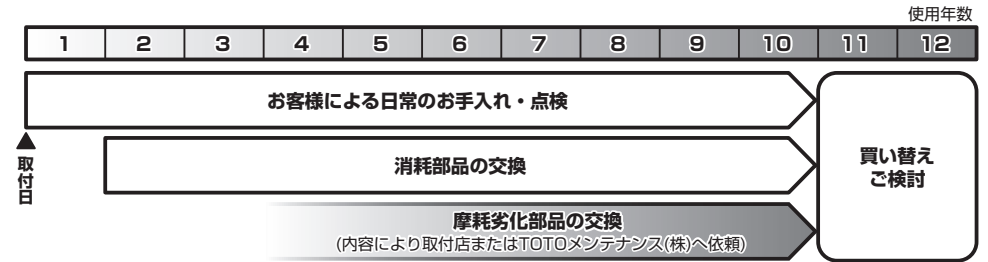 使用年数
1 2 3 4 5 6 7 8 9 10 11 12
お客様による日常のお手入れ・点検
取付日
消耗部品の交換
買い替え
ご検討
摩耗劣化部品の交換
(内容により取付店またはTOTOメンテナンス(株)へ依頼)